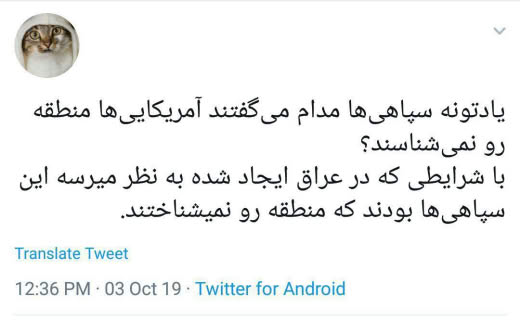 یادتونه سپاهی‌ها مدام می‌گفتند آمریکایی‌ها منطقه
رو نمی‌شناسند؟
با شرایطی که در عراق ایجاد شده به نظر میرسه این
سپاهی‌ها بودند که منطقه رو نمیشناختند.
Translate Tweet
12:36 PM · 03 Oct 19 · Twitter for Android